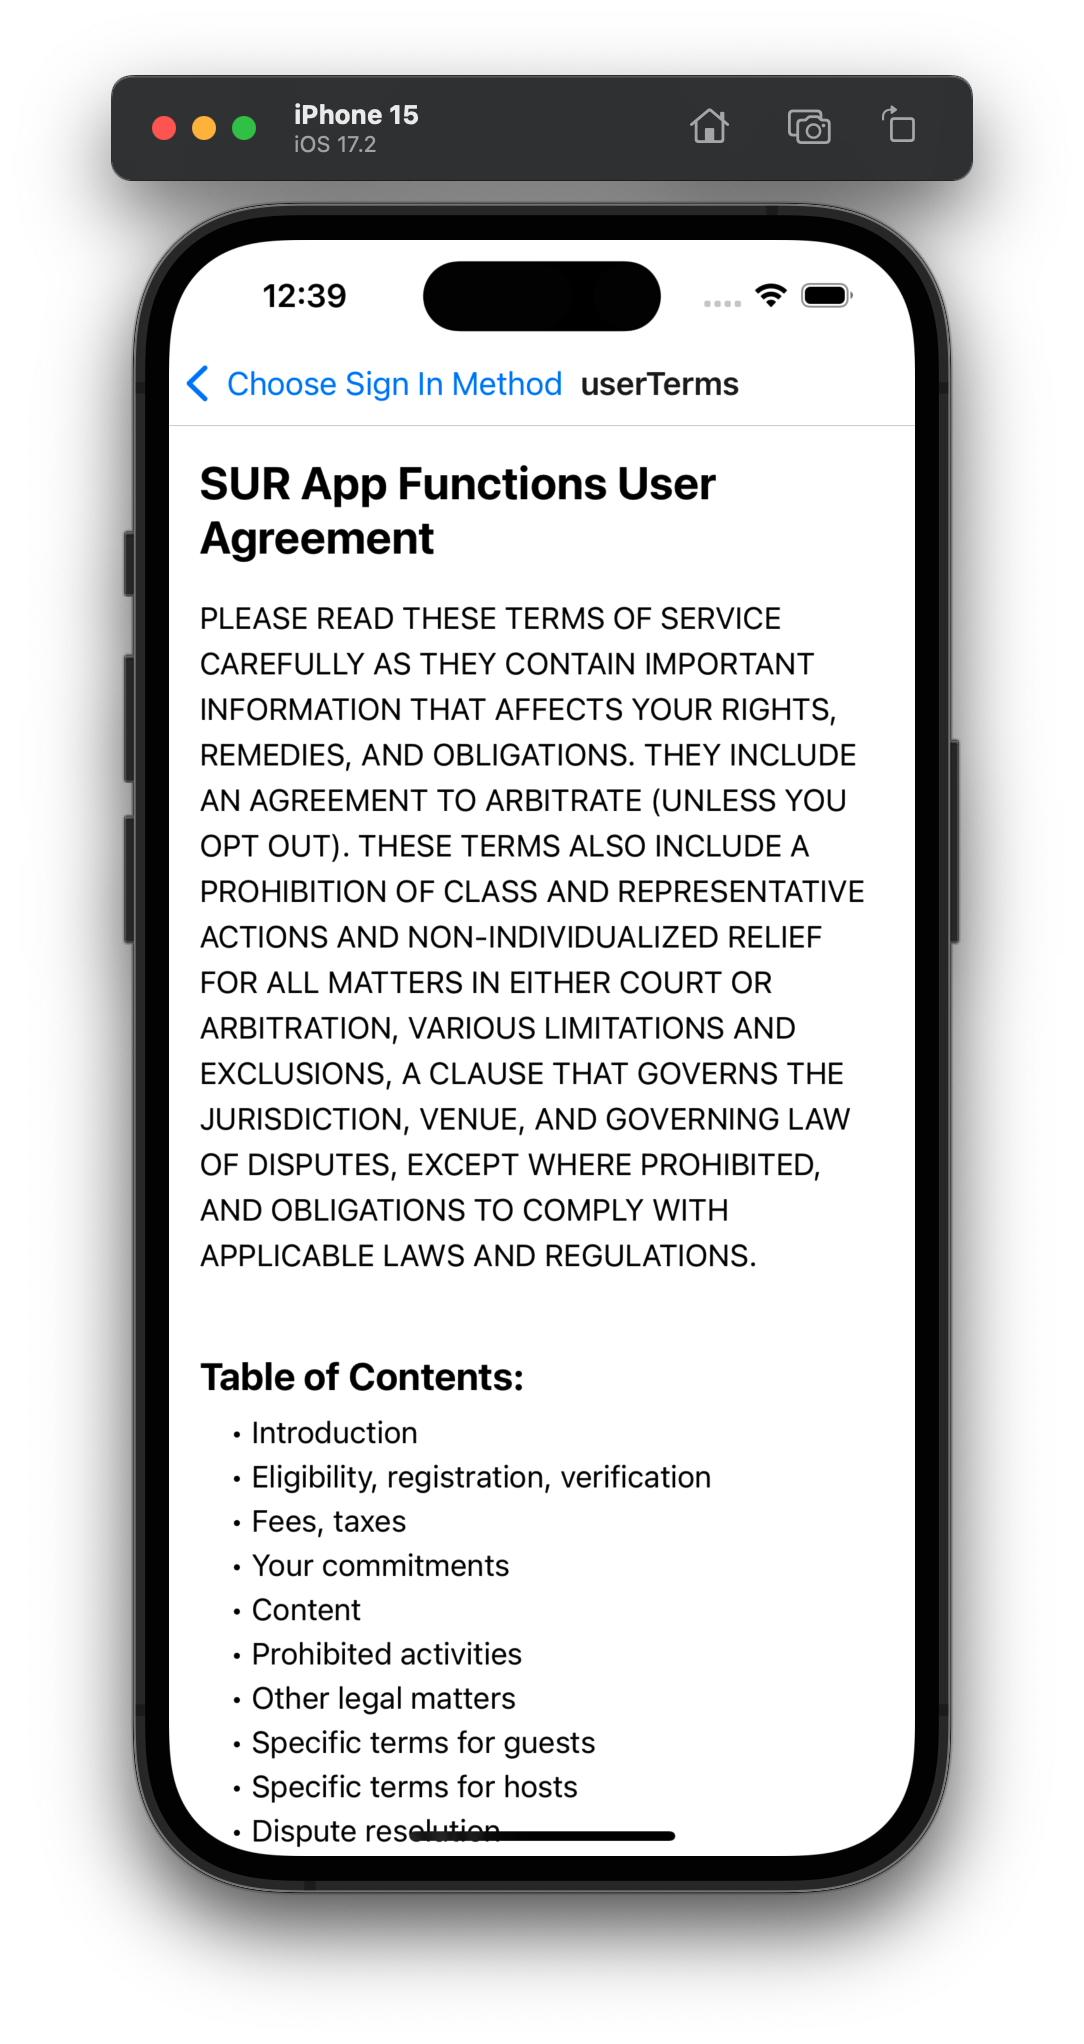 iPhone 15
iOS 17.2
12:39
Choose Sign In Method userTerms
SUR App Functions User
Agreement
PLEASE READ THESE TERMS OF SERVICE
CAREFULLY AS THEY CONTAIN IMPORTANT
INFORMATION THAT AFFECTS YOUR RIGHTS,
REMEDIES, AND OBLIGATIONS. THEY INCLUDE
AN AGREEMENT TO ARBITRATE (UNLESS YOU
OPT OUT). THESE TERMS ALSO INCLUDE A
PROHIBITION OF CLASS AND REPRESENTATIVE
ACTIONS AND NON-INDIVIDUALIZED RELIEF
FOR ALL MATTERS IN EITHER COURT OR
ARBITRATION, VARIOUS LIMITATIONS AND
EXCLUSIONS, A CLAUSE THAT GOVERNS THE
JURISDICTION, VENUE, AND GOVERNING LAW
OF DISPUTES, EXCEPT WHERE PROHIBITED,
AND OBLIGATIONS TO COMPLY WITH
APPLICABLE LAWS AND REGULATIONS.
Table of Contents:
• Introduction
• Eligibility, registration, verification
• Fees, taxes
• Your commitments
• Content
• Prohibited activities
• Other legal matters
• Specific terms for guests
• Specific terms for hosts
• Dispute resolution